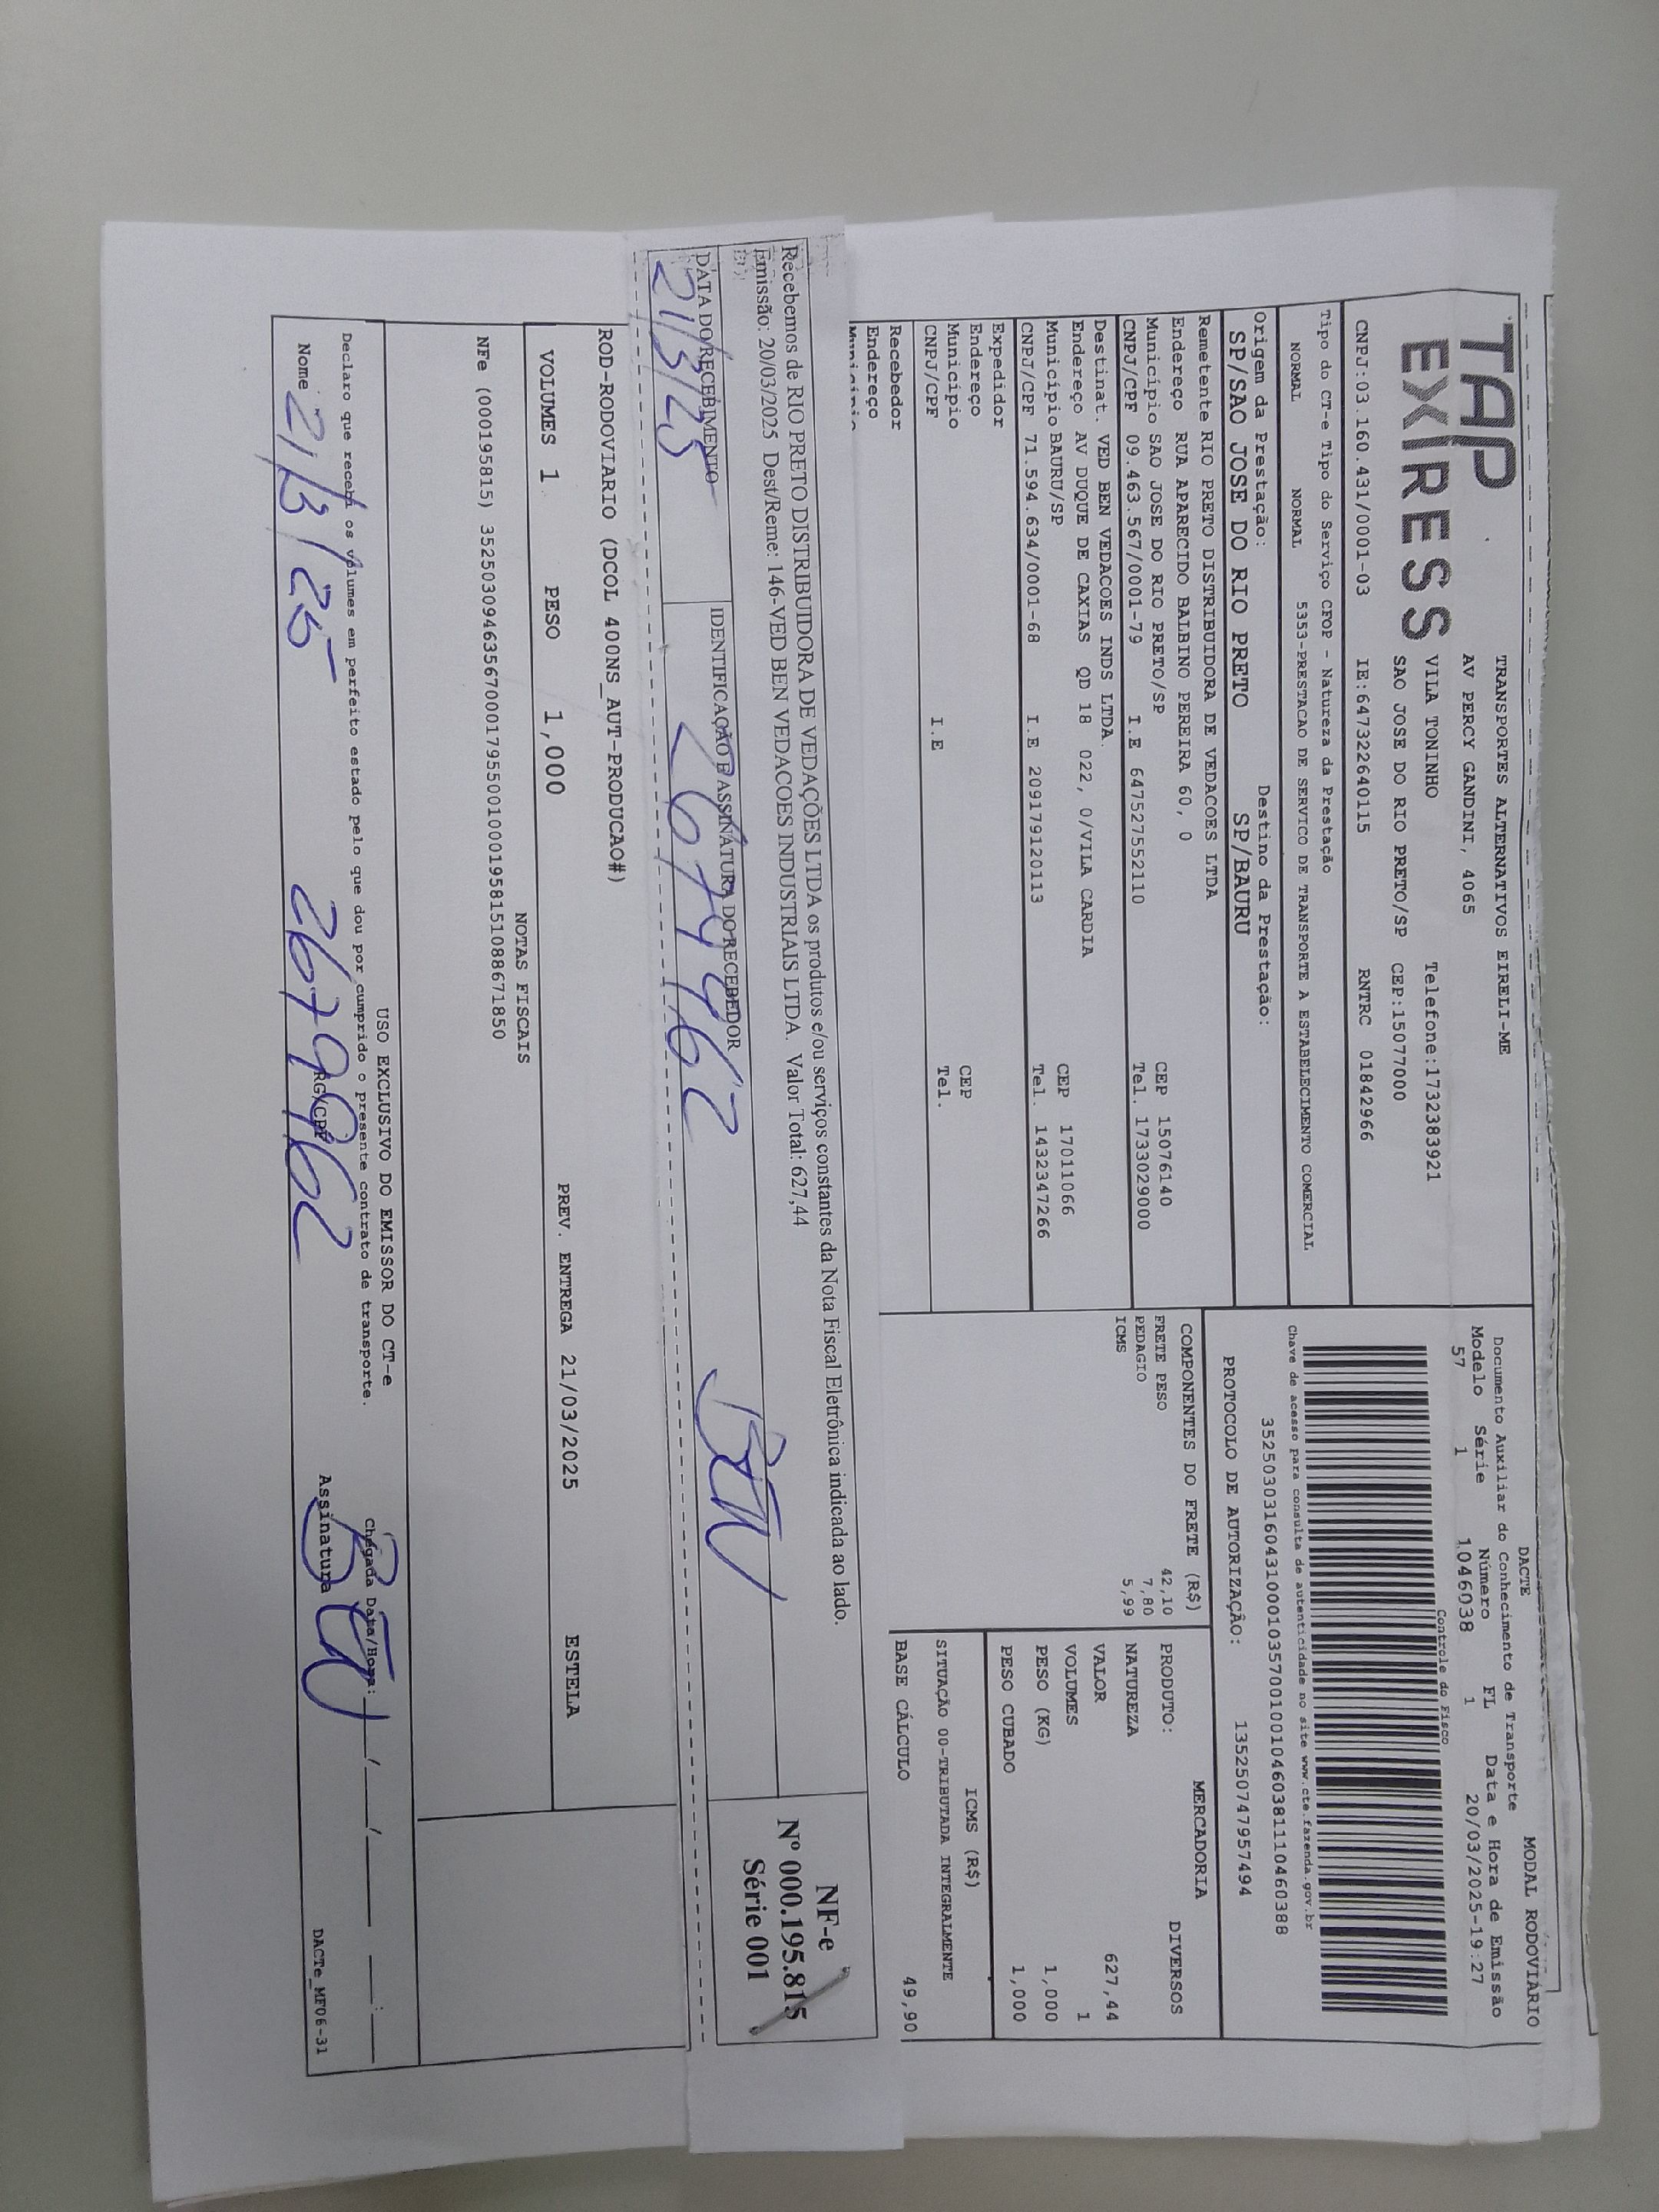 TAP
EXPRESS
TRANSPORTES ALTERNATIVOS EIRELI-ME
AV PERCY GANDINI, 4065
VILA TONINHO Telefone:1732383921
SAO JOSE DO RIO PRETO/SP CEP:15077000
CNPJ:03.160.431/0001-03 IE:647322640115 RNTRC 01842966
DACTE MODAL RODOVIÁRIO
Documento Auxiliar do Conhecimento de Transporte
Modelo Série Número FL Data e Hora de Emissão
57 1 1046038 1 20/03/2025-19:27
Controle do Fisco
Chave de acesso para consulta de autenticidade no site www.cte.fazenda.gov.br
35250303160431000103570010010460381110460388
PROTOCOLO DE AUTORIZAÇÃO: 135250747957494
Tipo do CT-e Tipo do Serviço CFOP - Natureza da Prestação
NORMAL NORMAL 5353-PRESTACAO DE SERVICO DE TRANSPORTE A ESTABELECIMENTO COMERCIAL
Origem da Prestação: Destino da Prestação:
SP/SAO JOSE DO RIO PRETO SP/BAURU
Remetente RIO PRETO DISTRIBUIDORA DE VEDACOES LTDA
Endereço RUA APARECIDO BALBINO PEREIRA 60, 0 CEP 15076140
Município SAO JOSE DO RIO PRETO/SP Tel. 1733029000
CNPJ/CPF 09.463.567/0001-79 I.E 647527552110
Destinat. VED BEN VEDACOES INDS LTDA.
Endereço AV DUQUE DE CAXIAS QD 18 022, 0/VILA CARDIA CEP 17011066
Município BAURU/SP Tel. 1432347266
CNPJ/CPF 71.594.634/0001-68 I.E 209179120113
Expedidor
Endereço CEP
Município Tel.
CNPJ/CPF I.E
Recebedor
Endereço
Município
COMPONENTES DO FRETE (R$)
FRETE PESO 42,10
PEDAGIO 7,80
ICMS 5,99
MERCADORIA
PRODUTO: DIVERSOS
NATUREZA
VALOR 627,44
VOLUMES 1
PESO (KG) 1,000
PESO CUBADO 1,000
ICMS (R$)
SITUAÇÃO 00-TRIBUTADA INTEGRALMENTE
BASE CÁLCULO 49,90
Recebemos de RIO PRETO DISTRIBUIDORA DE VEDAÇÕES LTDA os produtos e/ou serviços constantes da Nota Fiscal Eletrônica indicada ao lado.
Emissão: 20/03/2025 Dest/Reme: 146-VED BEN VEDACOES INDUSTRIAIS LTDA. Valor Total: 627,44
DATA DO RECEBIMENTO IDENTIFICAÇÃO E ASSINATURA DO RECEBEDOR
21/3/25 2679962
NF-e
Nº 000.195.815
Série 001
ROD-RODOVIARIO (DCOL 400NS_AUT-PRODUCAO#)
VOLUMES 1 PESO 1,000 PREV. ENTREGA 21/03/2025 ESTELA
NOTAS FISCAIS
NFe (000195815) 35250309463567000179550010001958151088671850
USO EXCLUSIVO DO EMISSOR DO CT-e
Declaro que recebi os volumes em perfeito estado pelo que dou por cumprido o presente contrato de transporte.
Chegada Data/Hora: / / :
Nome 21/3/25 RG/CPF 2679962 Assinatura
DACTe_MF06-31